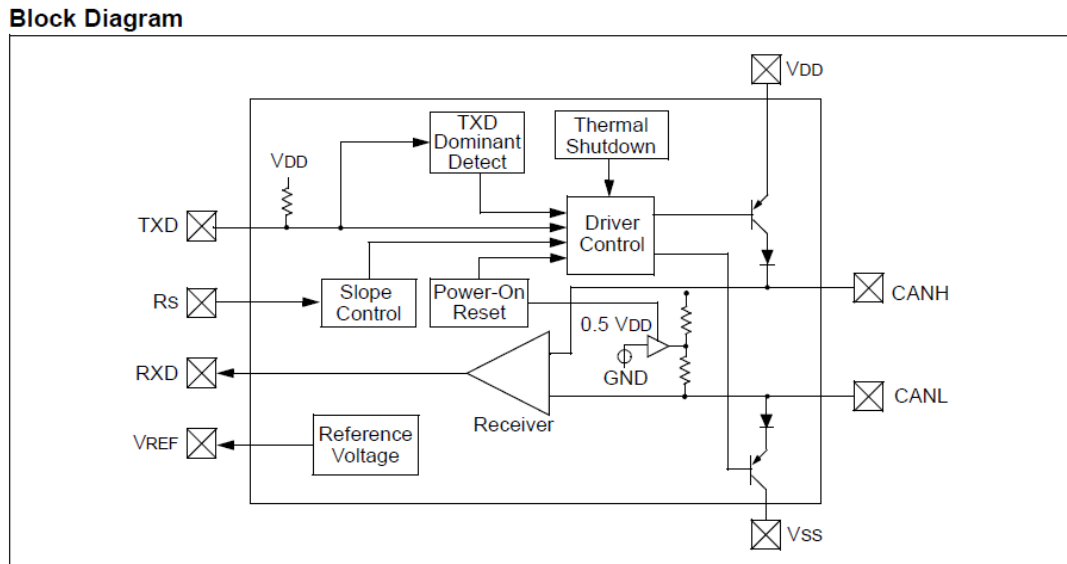 Block Diagram
VDD
TXD
Dominant
Detect
Thermal
Shutdown
VDD
TXD
Driver
Control
RS
Slope
Control
Power-On
Reset
CANH
0.5 VDD
GND
RXD
CANL
Receiver
VREF
Reference
Voltage
VSS